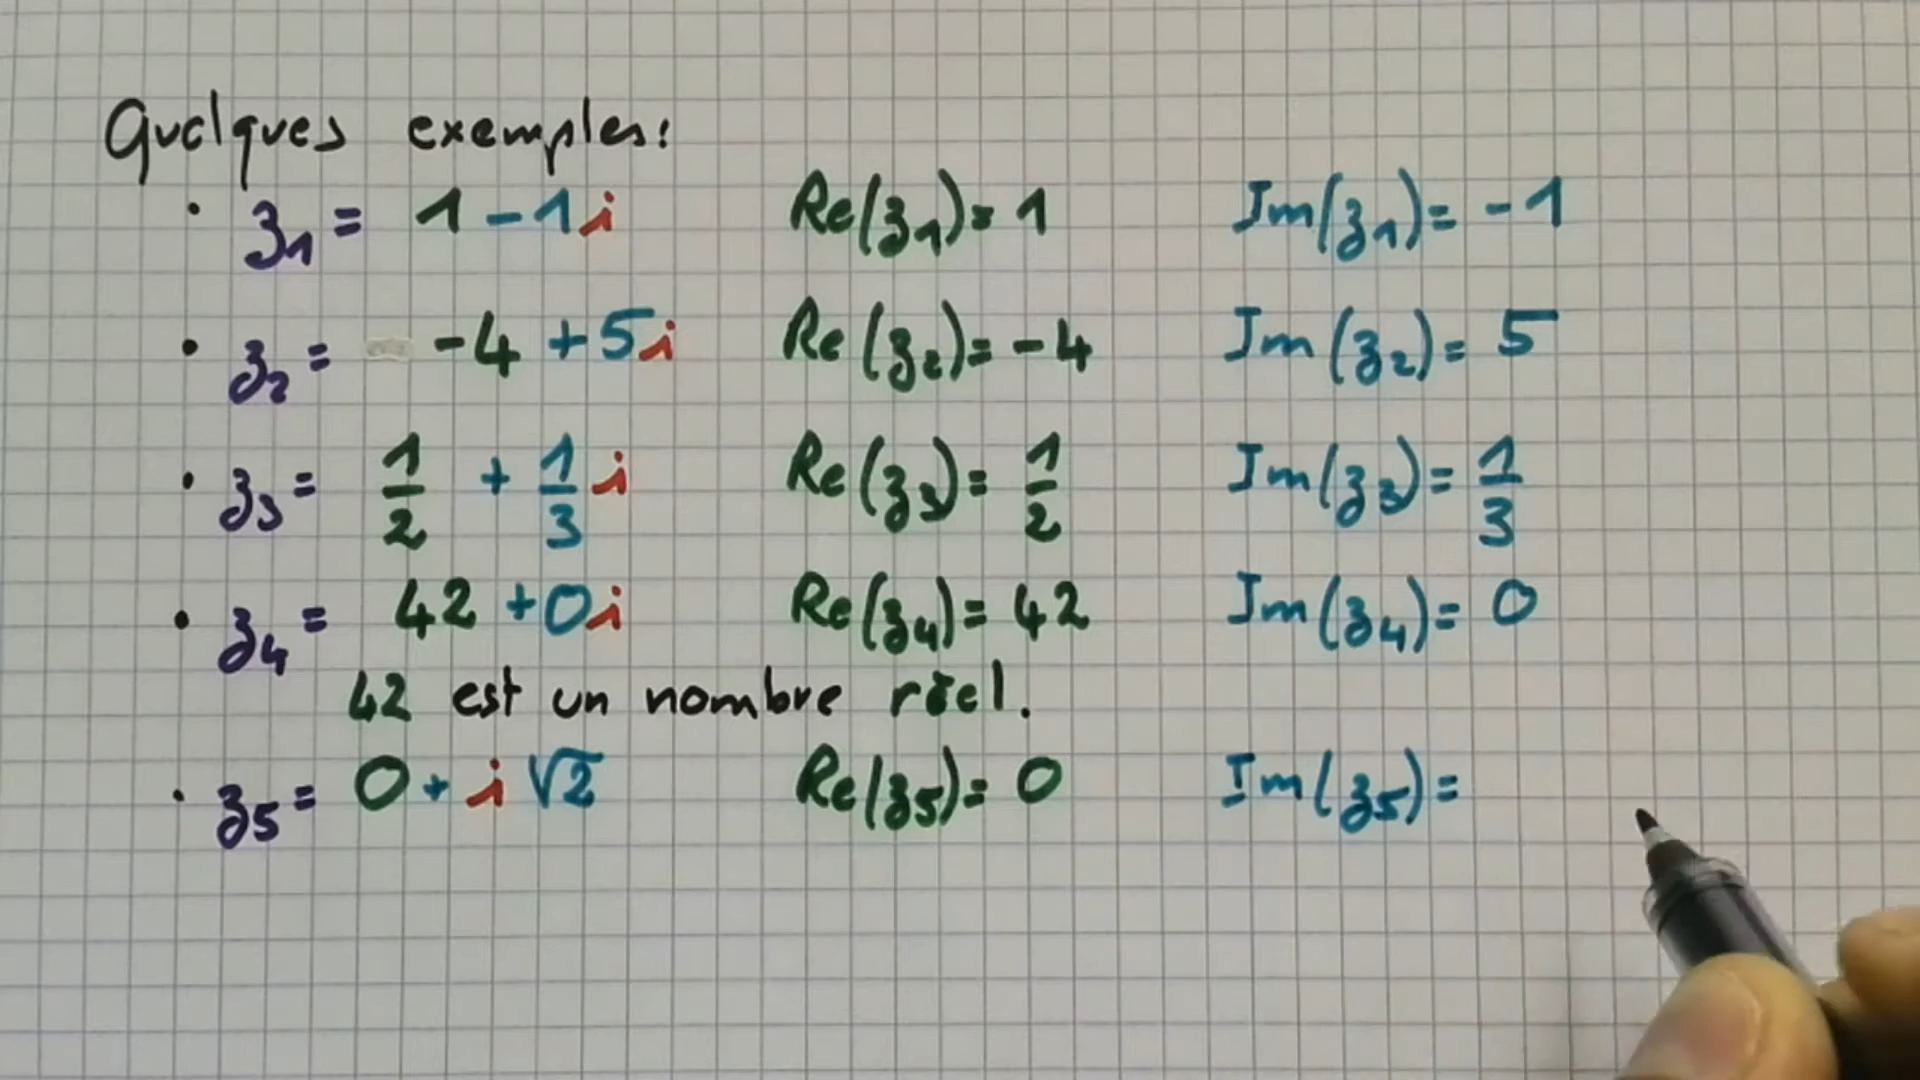 Quelques exemples:
• z₁ = 1 - 1i Re(z₁) = 1 Im(z₁) = -1
• z₂ = -4 + 5i Re(z₂) = -4 Im(z₂) = 5
• z₃ = 1/2 + 1/3 i Re(z₃) = 1/2 Im(z₃) = 1/3
• z₄ = 42 + 0i Re(z₄) = 42 Im(z₄) = 0
42 est un nombre réel.
• z₅ = 0 + i√2 Re(z₅) = 0 Im(z₅) =